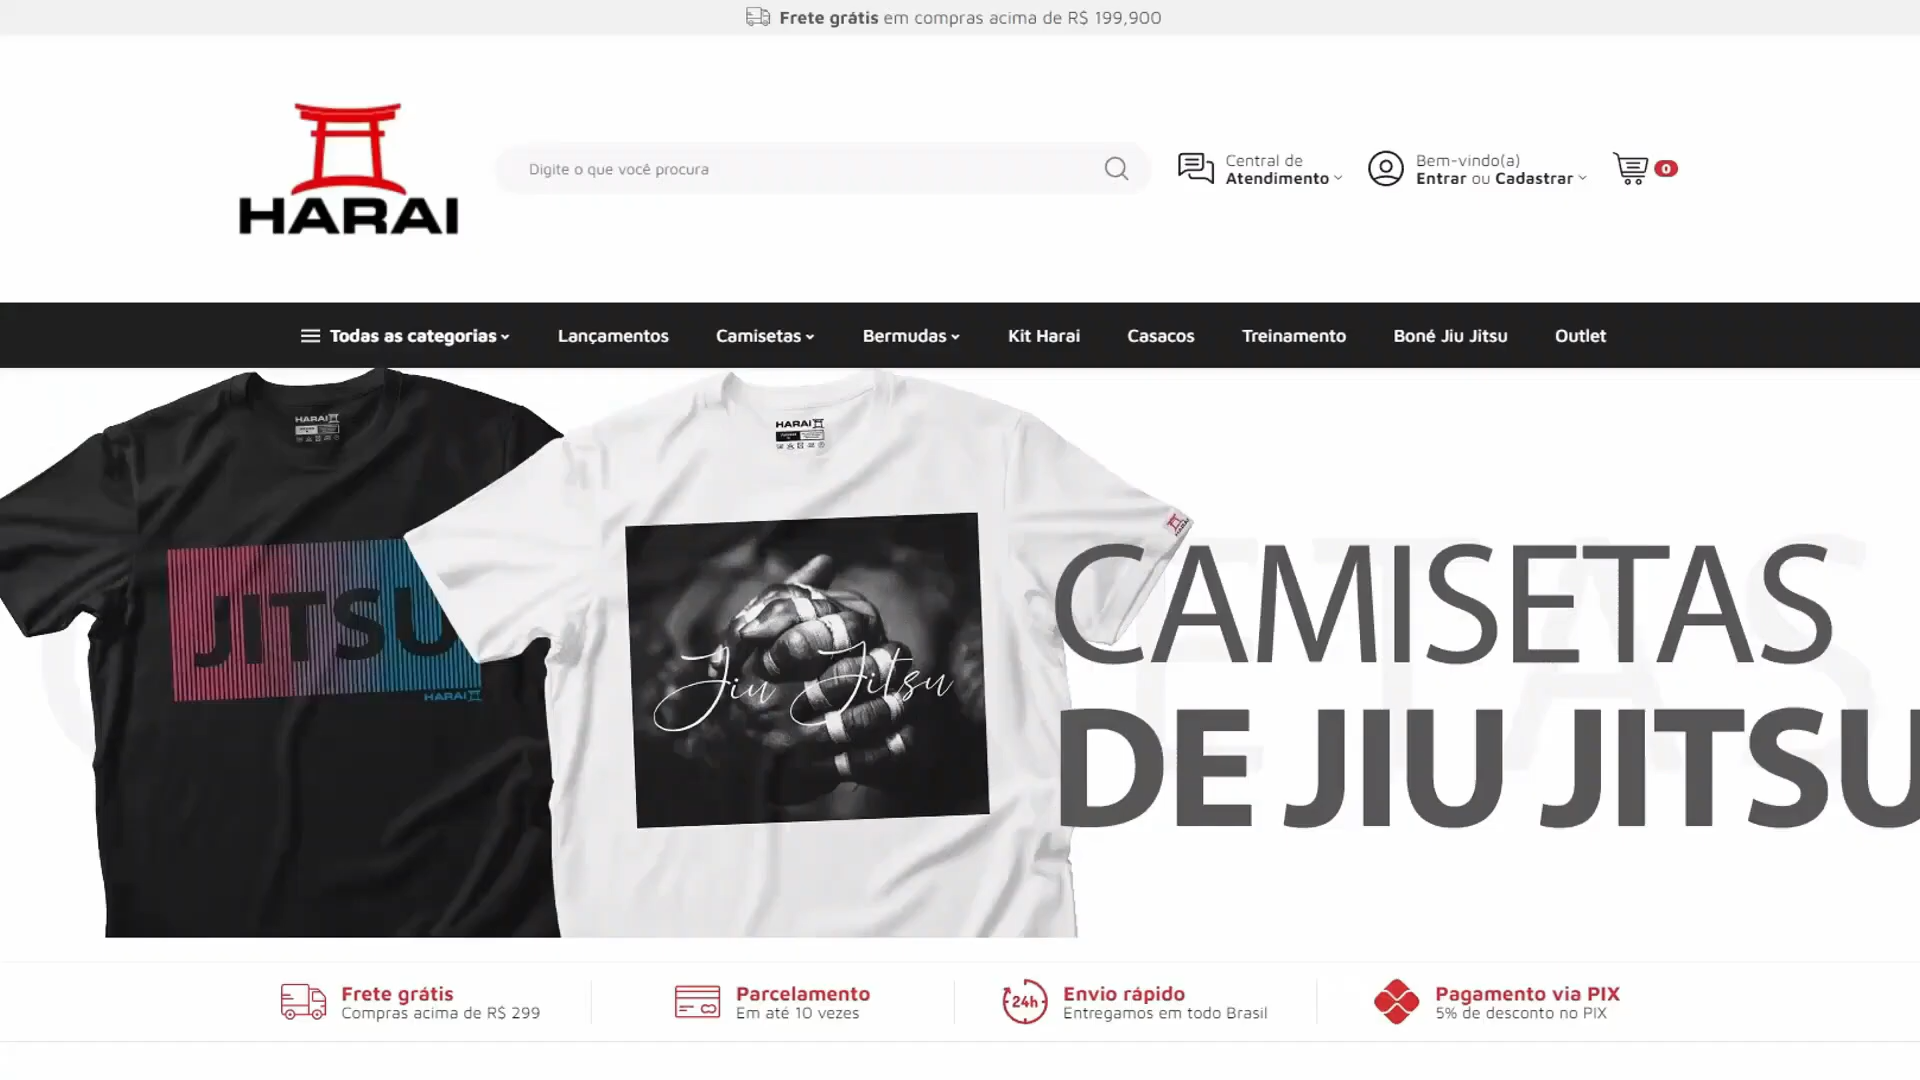 Frete grátis em compras acima de R$ 199,900
HARAI
Digite o que você procura
Central de
Atendimento
Bem-vindo(a)
Entrar ou Cadastrar
0
Todas as categorias
Lançamentos
Camisetas
Bermudas
Kit Harai
Casacos
Treinamento
Boné Jiu Jitsu
Outlet
HARAI
HARAI
JITSU
HARAI
Jiu Jitsu
HARAI
CAMISETAS
DE JIU JITSU
Frete grátis
Compras acima de R$ 299
Parcelamento
Em até 10 vezes
24h
Envio rápido
Entregamos em todo Brasil
Pagamento via PIX
5% de desconto no PIX